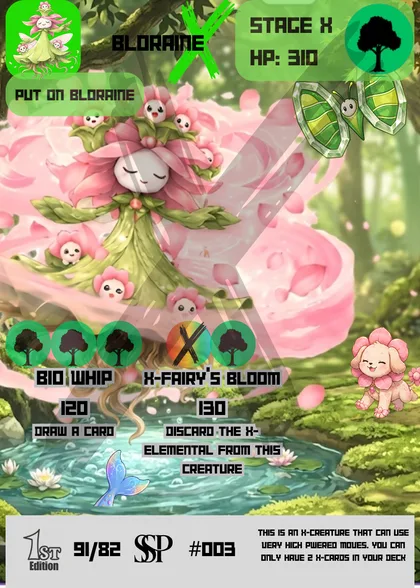 BLORAINE X
STAGE X
HP: 310
PUT ON BLORAINE
X
BIO WHIP
120
DRAW A CARD
X-FAIRY'S BLOOM
130
DISCARD THE X-
ELEMENTAL FROM THIS
CREATURE
1ST
Edition
91/82
SSP
#003
THIS IS AN X-CREATURE THAT CAN USE
VERY HIGH PWERED MOVES. YOU CAN
ONLY HAVE 2 X-CARDS IN YOUR DECK